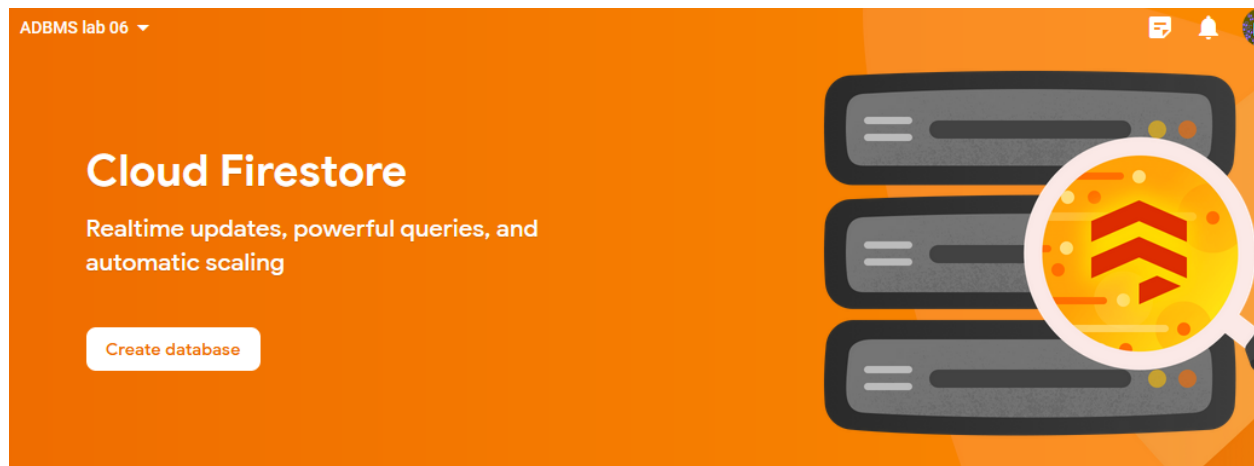 ADBMS lab 06
Cloud Firestore
Realtime updates, powerful queries, and
automatic scaling
Create database